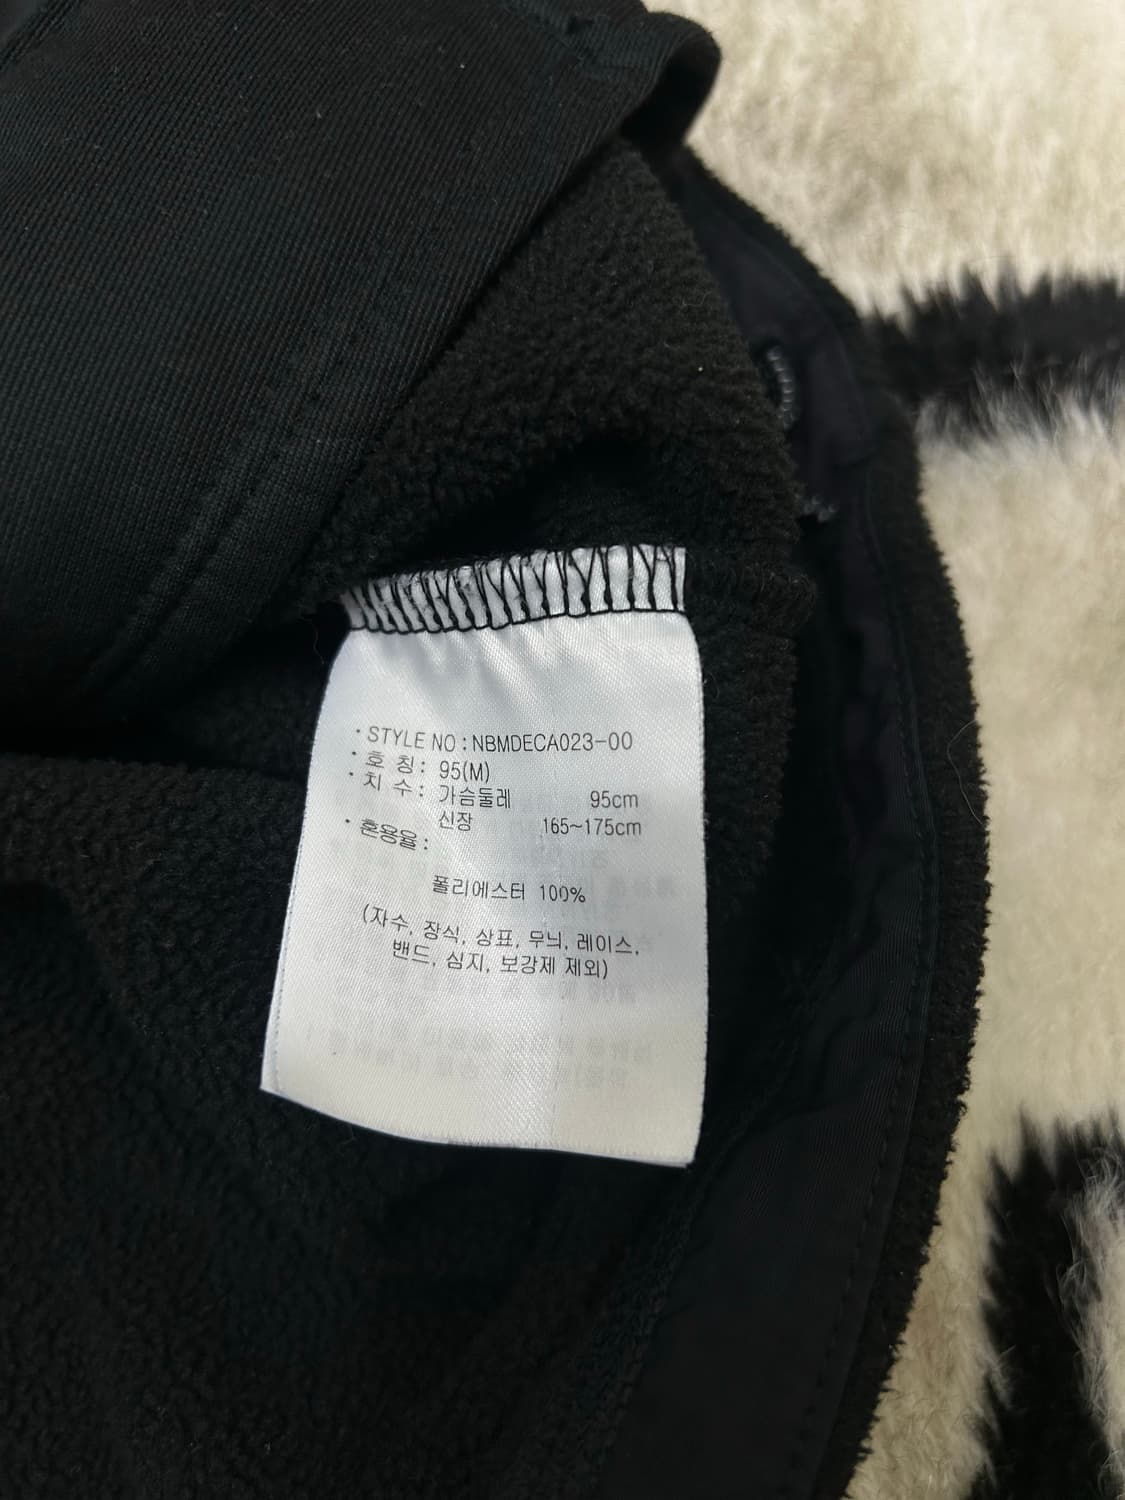 ·STYLE NO : NBMDECA023-00
·호 칭 : 95(M)
·치 수 : 가슴둘레 95cm
신장 165~175cm
·혼용율 :
폴리에스터 100%
(자수, 장식, 상표, 무늬, 레이스,
밴드, 심지, 보강제 제외)